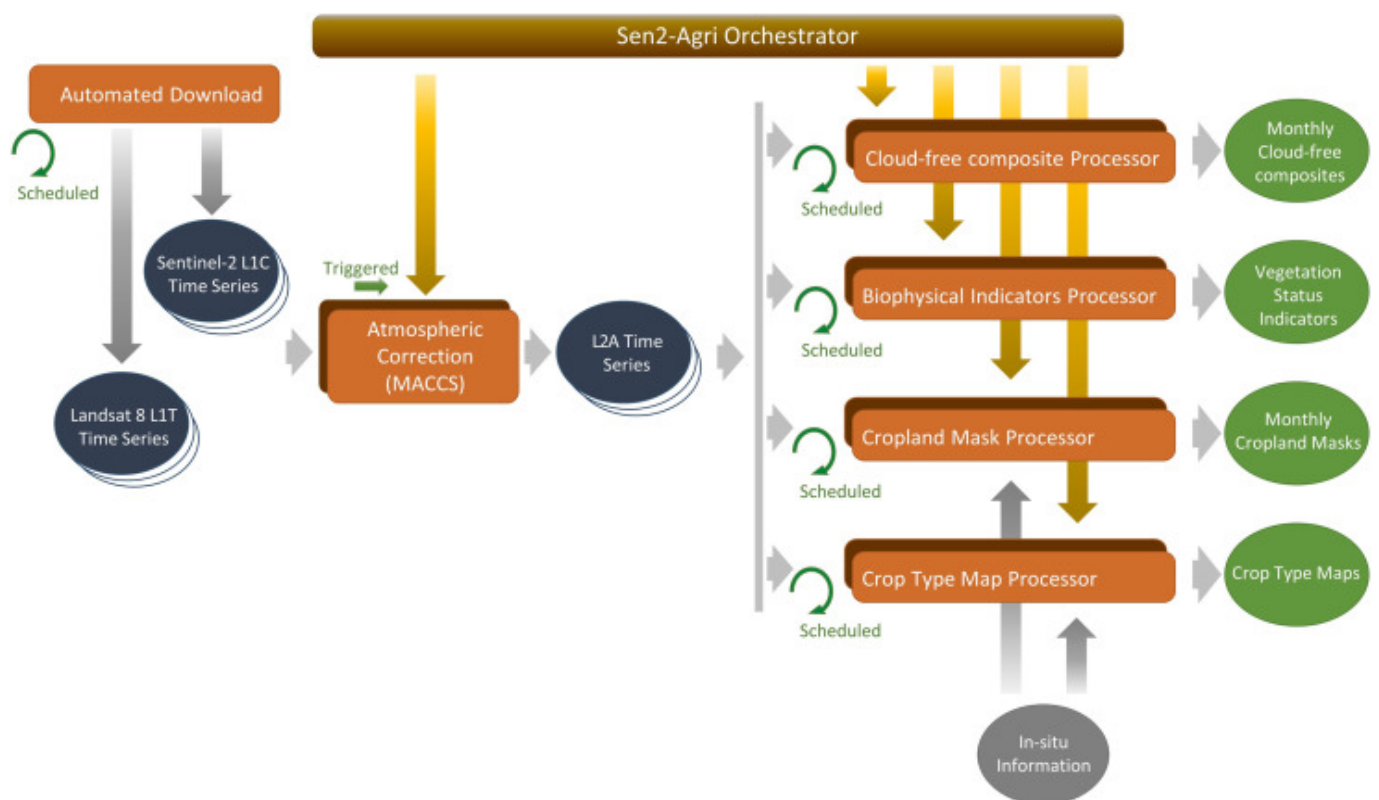 Sen2-Agri Orchestrator
Automated Download
Scheduled
Sentinel-2 L1C
Time Series
Landsat 8 L1T
Time Series
Triggered
Atmospheric
Correction
(MACCS)
L2A Time
Series
Scheduled
Cloud-free composite Processor
Monthly
Cloud-free
composites
Scheduled
Biophysical Indicators Processor
Vegetation
Status
Indicators
Scheduled
Cropland Mask Processor
Monthly
Cropland Masks
Scheduled
Crop Type Map Processor
Crop Type Maps
In-situ
Information